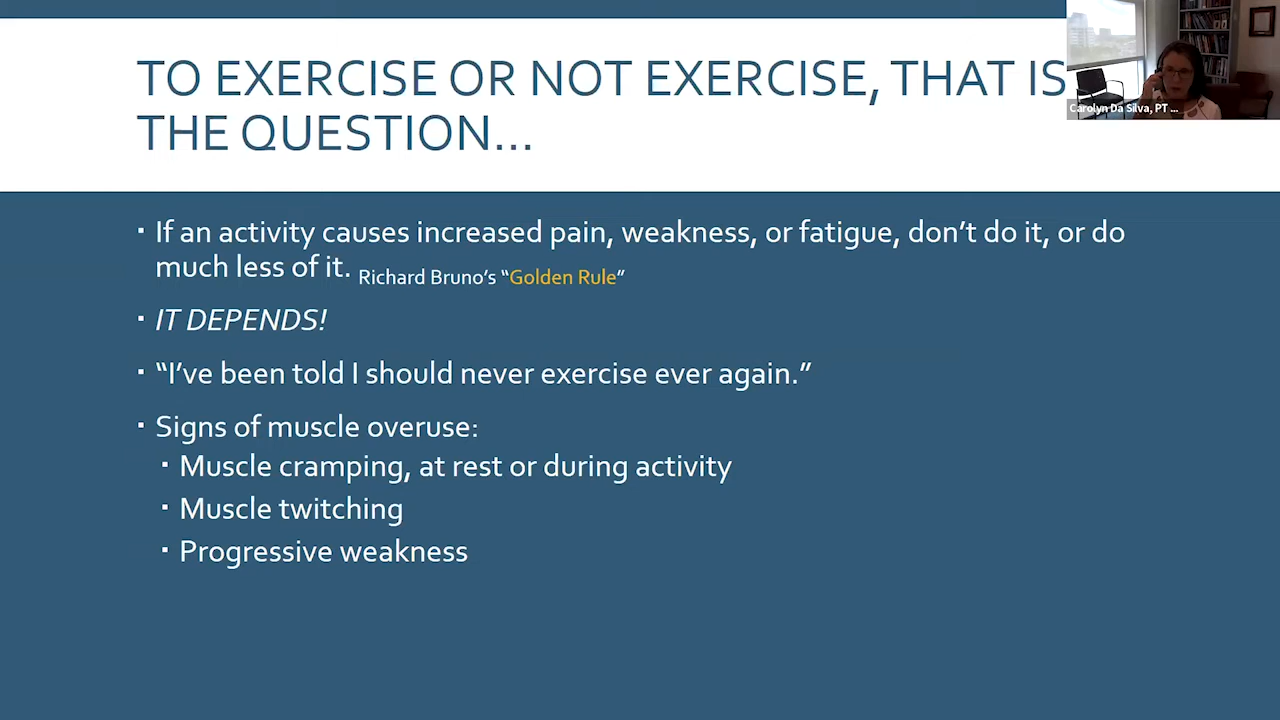 TO EXERCISE OR NOT EXERCISE, THAT IS
THE QUESTION...
Carolyn Da Silva, PT ...
▪ If an activity causes increased pain, weakness, or fatigue, don't do it, or do
much less of it. Richard Bruno's "Golden Rule"
▪ IT DEPENDS!
▪ "I've been told I should never exercise ever again."
▪ Signs of muscle overuse:
▪ Muscle cramping, at rest or during activity
▪ Muscle twitching
▪ Progressive weakness